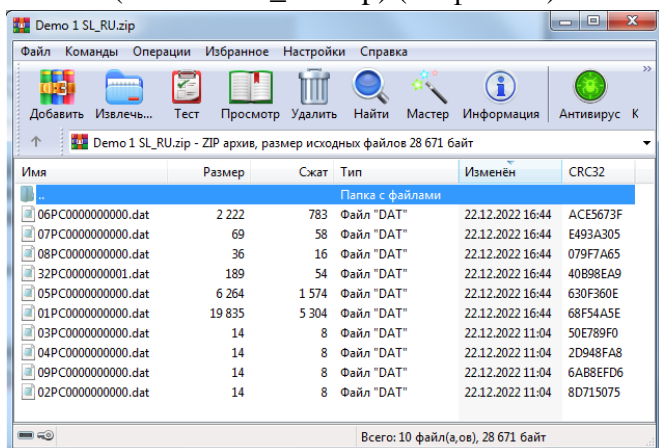 Demo 1 SL_RU.zip
Файл Команды Операции Избранное Настройки Справка
Добавить Извлечь... Тест Просмотр Удалить Найти Мастер Информация Антивирус К
Demo 1 SL_RU.zip - ZIP архив, размер исходных файлов 28 671 байт
Имя Размер Сжат Тип Изменён CRC32
.. Папка с файлами
06PC0000000000.dat 2 222 783 Файл "DAT" 22.12.2022 16:44 ACE5673F
07PC0000000000.dat 69 58 Файл "DAT" 22.12.2022 16:44 E493A305
08PC0000000000.dat 36 16 Файл "DAT" 22.12.2022 16:44 079F7A65
32PC0000000001.dat 189 54 Файл "DAT" 22.12.2022 16:44 40B98EA9
05PC0000000000.dat 6 264 1 574 Файл "DAT" 22.12.2022 16:44 630F360E
01PC0000000000.dat 19 835 5 304 Файл "DAT" 22.12.2022 16:44 68F54A5E
03PC0000000000.dat 14 8 Файл "DAT" 22.12.2022 11:04 50E789F0
04PC0000000000.dat 14 8 Файл "DAT" 22.12.2022 11:04 2D948FA8
09PC0000000000.dat 14 8 Файл "DAT" 22.12.2022 11:04 6AB8EFD6
02PC0000000000.dat 14 8 Файл "DAT" 22.12.2022 11:04 8D715075
Всего: 10 файл(а,ов), 28 671 байт